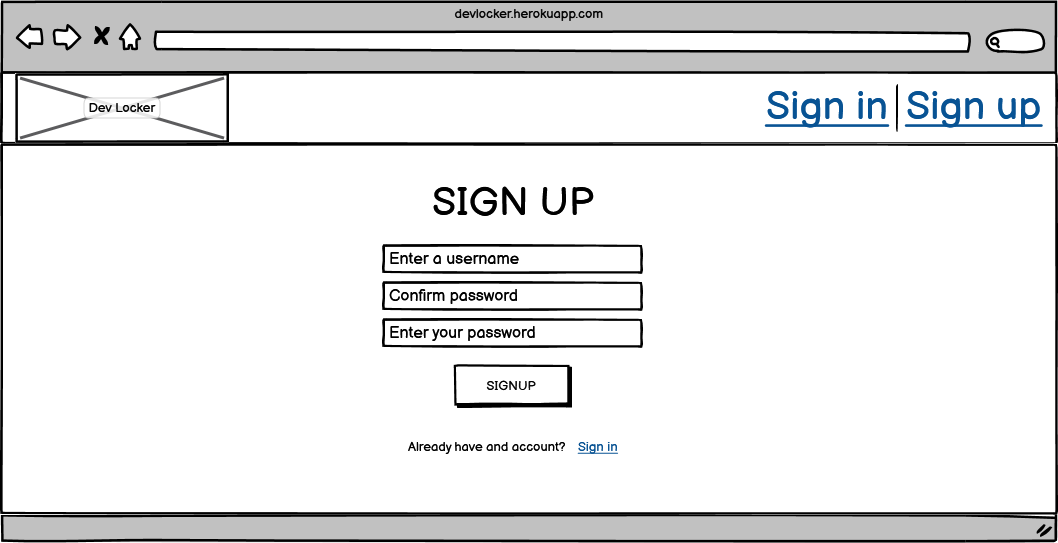 devlocker.herokuapp.com
Dev Locker
Sign in Sign up
SIGN UP
Enter a username
Confirm password
Enter your password
SIGNUP
Already have and account? Sign in